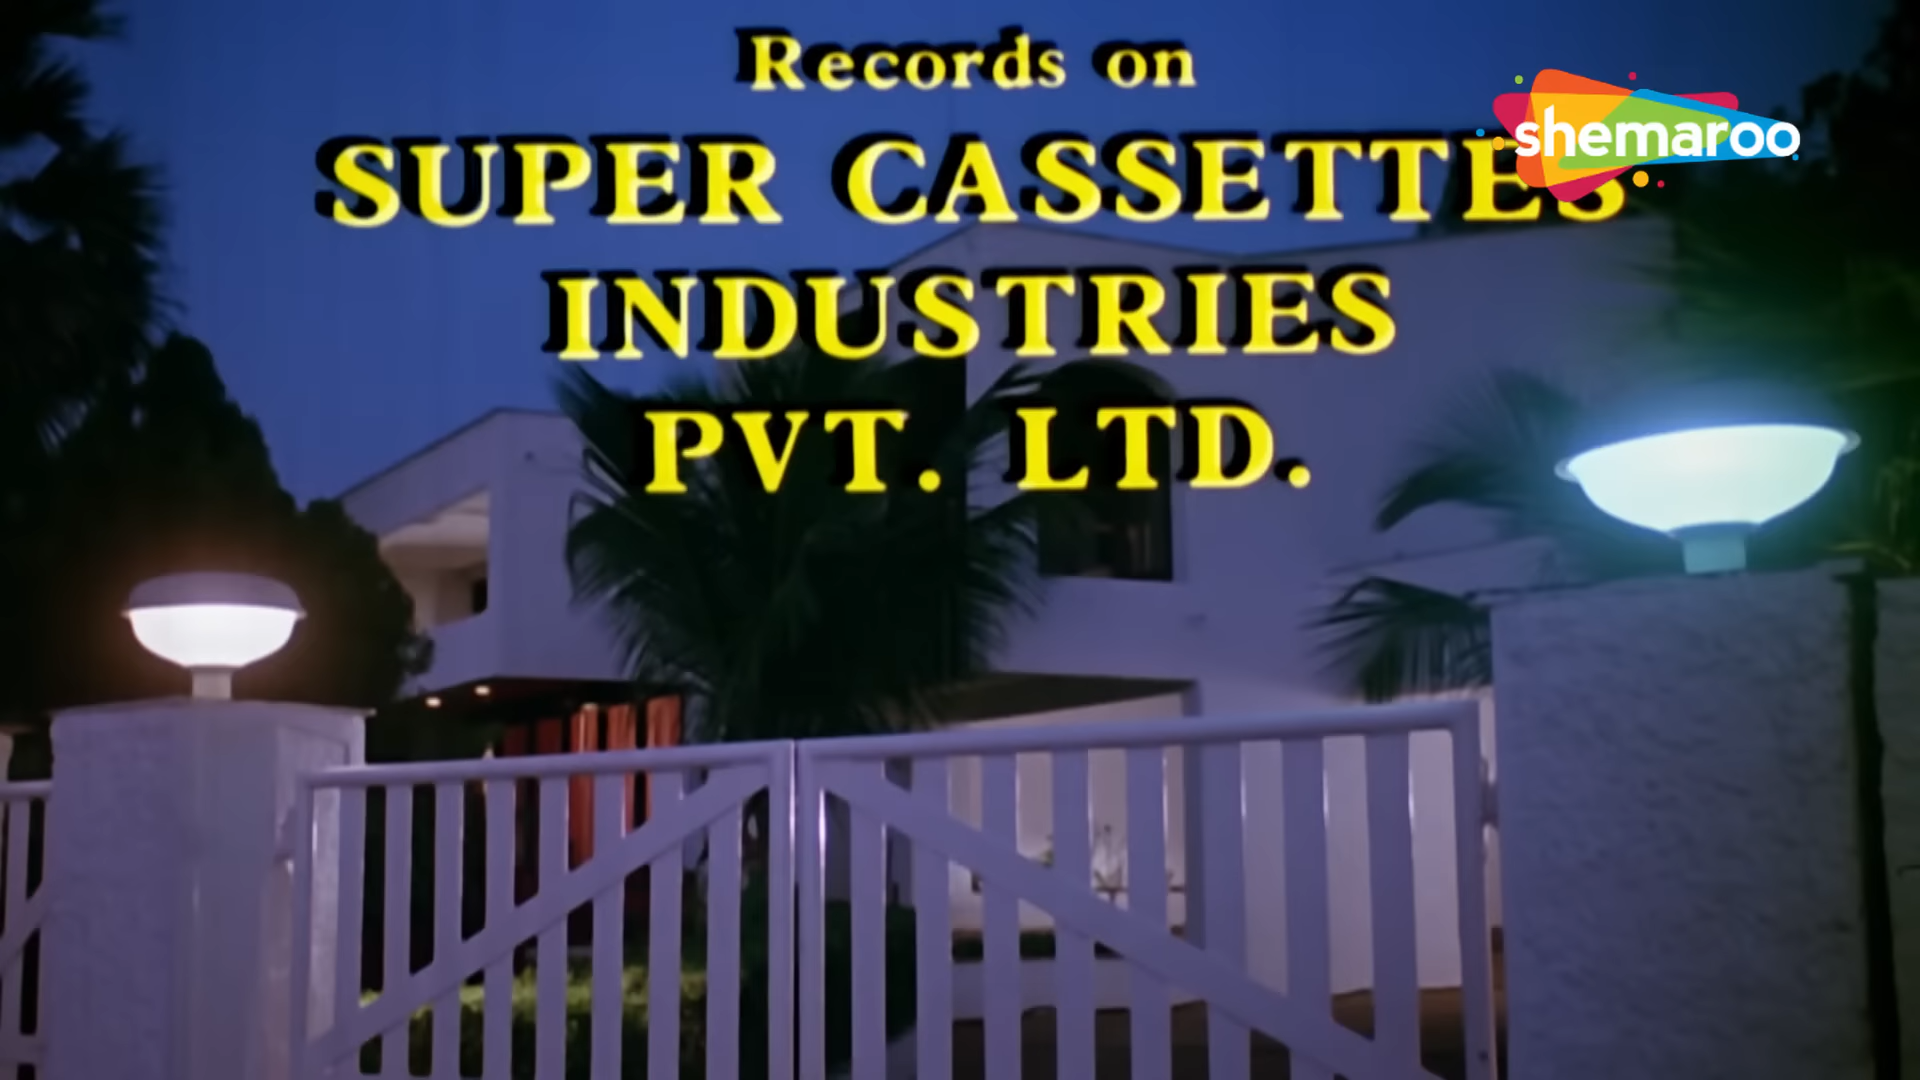 Records on
SUPER CASSETTES
shemaroo
INDUSTRIES
PVT. LTD.